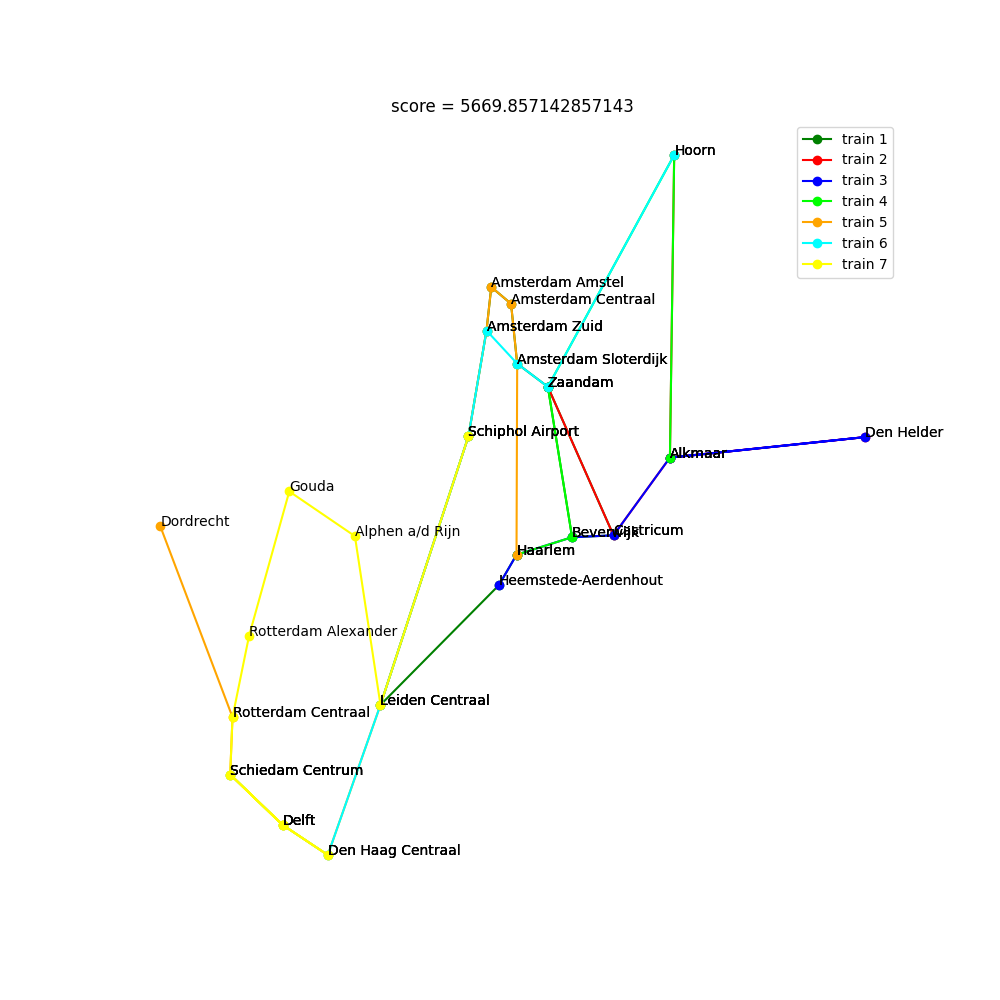 score = 5669.857142857143
train 1
train 2
train 3
train 4
train 5
train 6
train 7
Hoorn
Amsterdam Amstel
Amsterdam Centraal
Amsterdam Zuid
Amsterdam Sloterdijk
Zaandam
Schiphol Airport
Den Helder
Alkmaar
Gouda
Dordrecht
Alphen a/d Rijn
Beverwijk
Castricum
Haarlem
Heemstede-Aerdenhout
Rotterdam Alexander
Leiden Centraal
Rotterdam Centraal
Schiedam Centrum
Delft
Den Haag Centraal